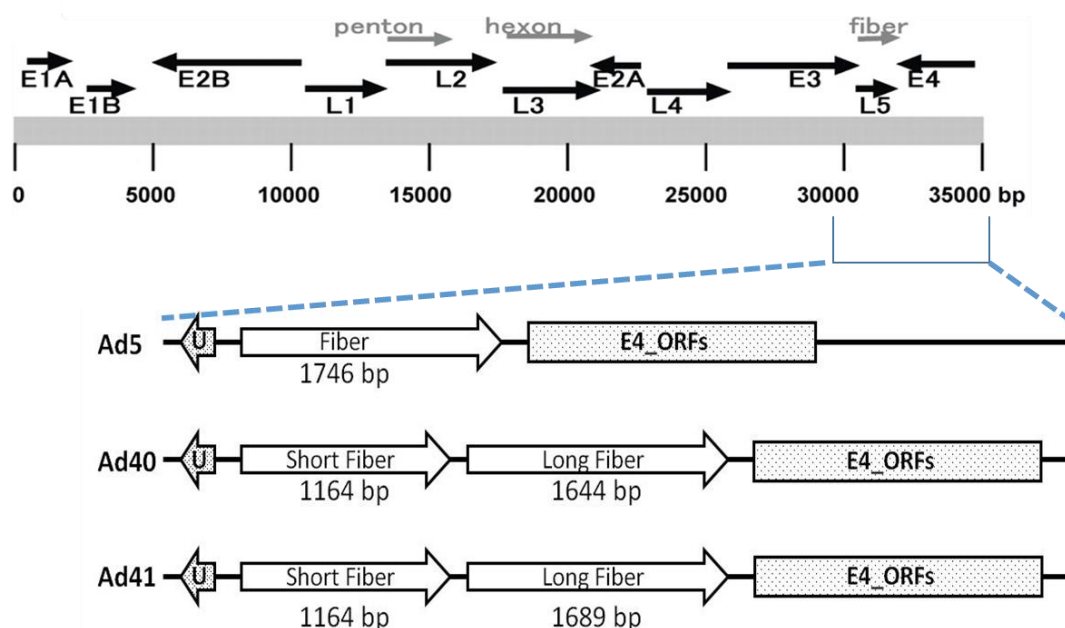 penton hexon fiber
E1A E2B L2 E2A E3 E4
E1B L1 L3 L4 L5
0 5000 10000 15000 20000 25000 30000 35000 bp
Ad5 U Fiber E4_ORFs
1746 bp
Ad40 U Short Fiber Long Fiber E4_ORFs
1164 bp 1644 bp
Ad41 U Short Fiber Long Fiber E4_ORFs
1164 bp 1689 bp